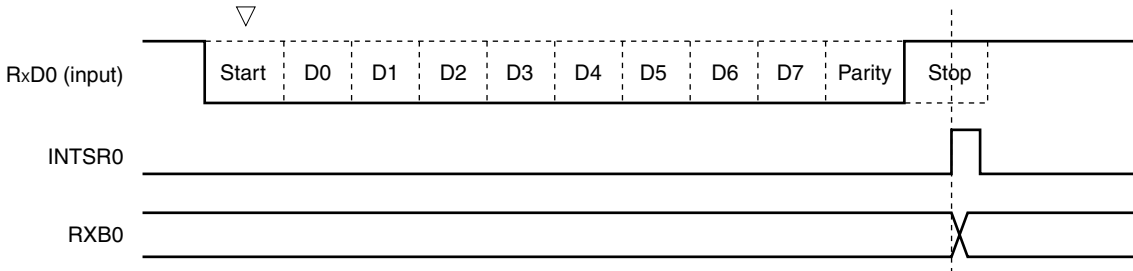 RxD0 (input) Start D0 D1 D2 D3 D4 D5 D6 D7 Parity Stop
INTSR0
RXB0